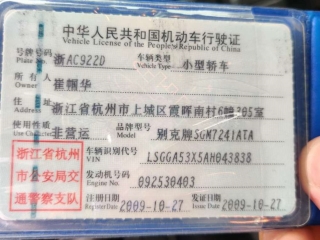 中华人民共和国机动车行驶证
Vehicle License of the People's Republic of China
号牌号码 浙AC922D 车辆类型 小型轿车
Plate No. Vehicle Type
所有人 崔帼华
Owner
住址 浙江省杭州市上城区霞晖南村6幢305室
Address
使用性质 非营运 品牌型号 别克牌SGM7241ATA
Use Character Model
浙江省杭州
市公安局交
通警察支队
车辆识别代号 LSGGA53X5AH043838
VIN
发动机号码 092530403
Engine No.
注册日期 2009-10-27 发证日期 2009-10-27
Register Date Issue Date